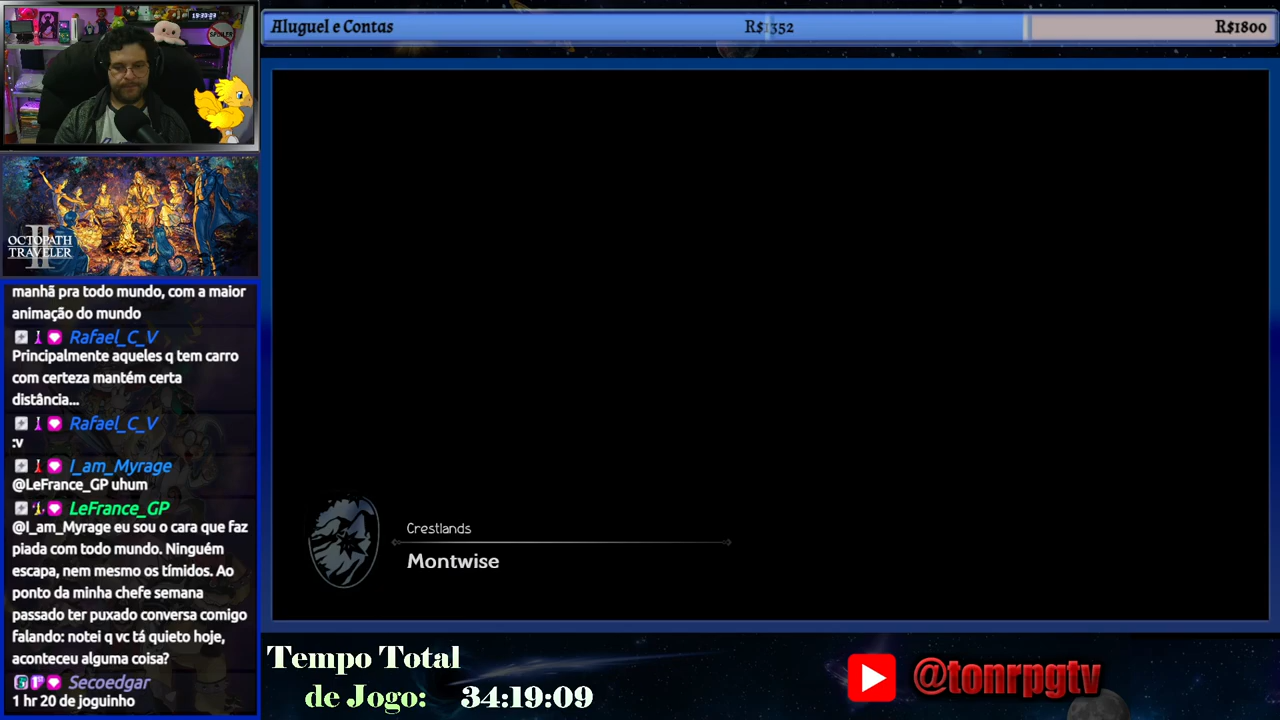 19:33:27
SPOILER
Aluguel e Contas
R$1352
R$1800
OCTOPATH
TRAVELER
II
manhã pra todo mundo, com a maior
animação do mundo
Rafael_C_V
Principalmente aqueles q tem carro
com certeza mantém certa
distância...
Rafael_C_V
:v
I_am_Myrage
@LeFrance_GP uhum
LeFrance_GP
@I_am_Myrage eu sou o cara que faz
piada com todo mundo. Ninguém
escapa, nem mesmo os tímidos. Ao
ponto da minha chefe semana
passado ter puxado conversa comigo
falando: notei q vc tá quieto hoje,
aconteceu alguma coisa?
Secoedgar
1 hr 20 de joguinho
Crestlands
Montwise
Tempo Total
de Jogo: 34:19:09
@tonrpgtv